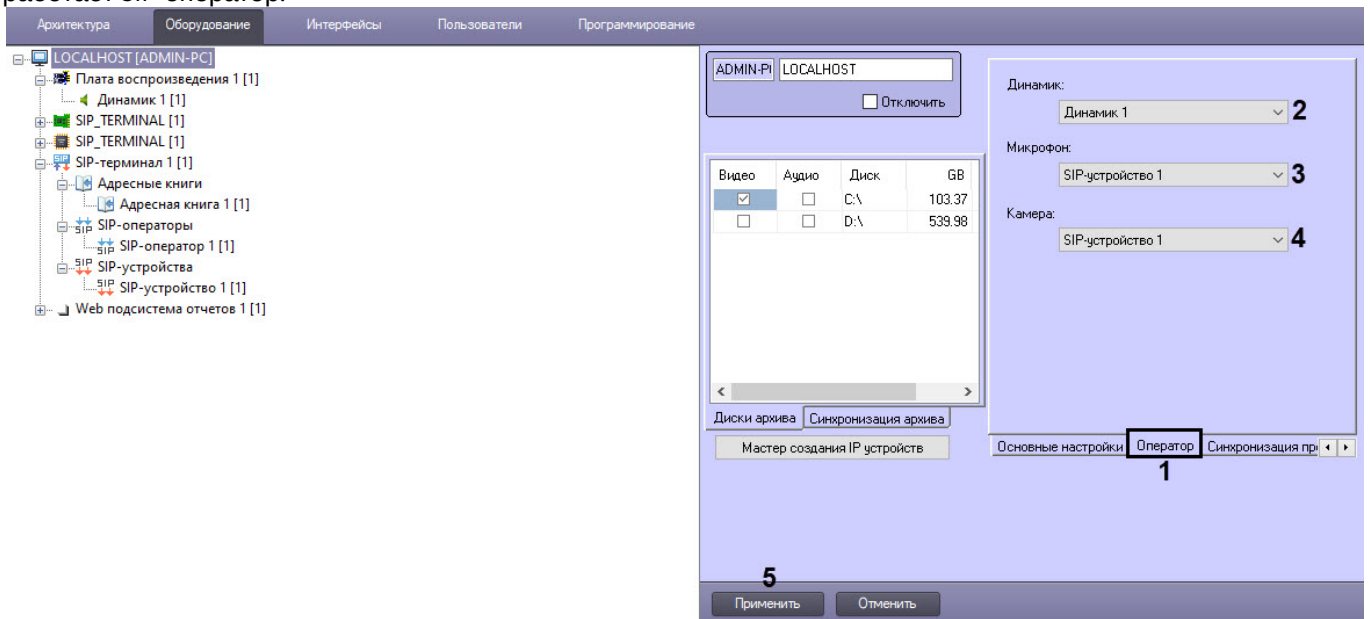 работает SIP-оператор.
Архитектура Оборудование Интерфейсы Пользователи Программирование
LOCALHOST [ADMIN-PC]
Плата воспроизведения 1 [1]
Динамик 1 [1]
SIP_TERMINAL [1]
SIP_TERMINAL [1]
SIP-терминал 1 [1]
Адресные книги
Адресная книга 1 [1]
SIP-операторы
SIP-оператор 1 [1]
SIP-устройства
SIP-устройство 1 [1]
Web подсистема отчетов 1 [1]
ADMIN-P LOCALHOST
Отключить
Видео Аудио Диск GB
C:\ 103.37
D:\ 539.98
Диски архива Синхронизация архива
Мастер создания IP устройств
Динамик:
Динамик 1 2
Микрофон:
SIP-устройство 1 3
Камера:
SIP-устройство 1 4
Основные настройки Оператор Синхронизация
1
5
Применить Отменить